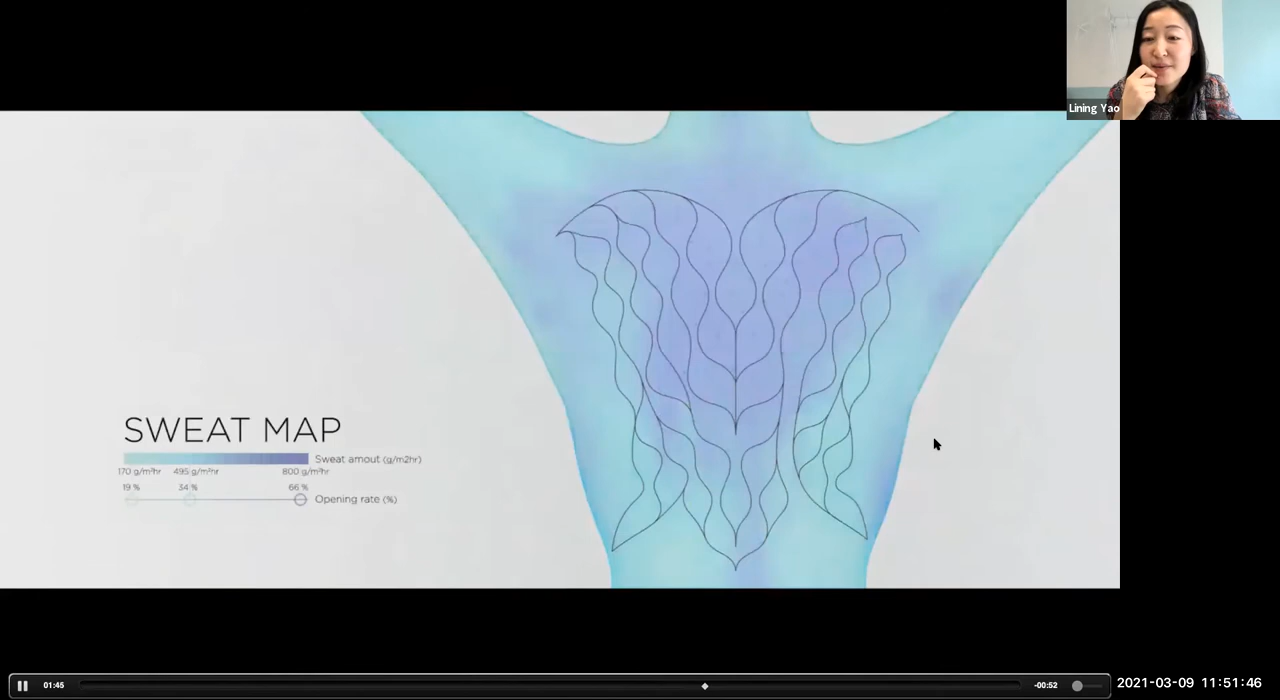 Lining Yao
SWEAT MAP
Sweat amout (g/m2hr)
170 g/m²hr 495 g/m²hr 800 g/m²hr
19 % 34 % 66 %
Opening rate (%)
01:45 -00:52 2021-03-09 11:51:46